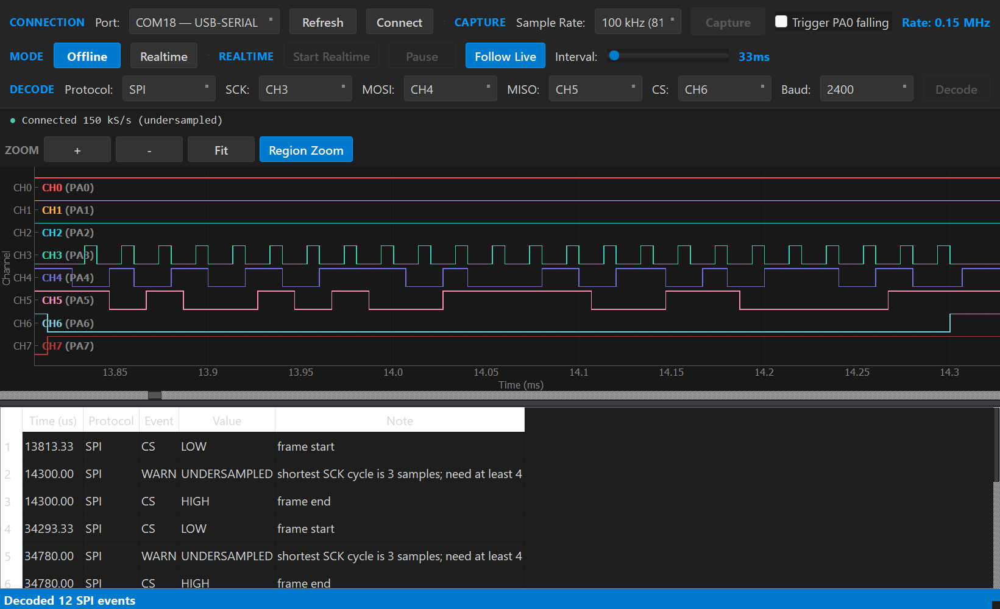 CONNECTION Port: COM18 — USB-SERIAL Refresh Connect CAPTURE Sample Rate: 100 kHz (81 Capture Trigger PA0 falling Rate: 0.15 MHz
MODE Offline Realtime REALTIME Start Realtime Pause Follow Live Interval: 33ms
DECODE Protocol: SPI SCK: CH3 MOSI: CH4 MISO: CH5 CS: CH6 Baud: 2400 Decode
Connected 150 kS/s (undersampled)
ZOOM + - Fit Region Zoom
Channel
CH0 CH0 (PA0)
CH1 CH1 (PA1)
CH2 CH2 (PA2)
CH3 CH3 (PA3)
CH4 CH4 (PA4)
CH5 CH5 (PA5)
CH6 CH6 (PA6)
CH7 CH7 (PA7)
13.85 13.9 13.95 14.0 14.05 14.1 14.15 14.2 14.25 14.3
Time (ms)
Time (us) Protocol Event Value Note
1 13813.33 SPI CS LOW frame start
2 14300.00 SPI WARN UNDERSAMPLED shortest SCK cycle is 3 samples; need at least 4
3 14300.00 SPI CS HIGH frame end
4 34293.33 SPI CS LOW frame start
5 34780.00 SPI WARN UNDERSAMPLED shortest SCK cycle is 3 samples; need at least 4
6 34780.00 SPI CS HIGH frame end
Decoded 12 SPI events